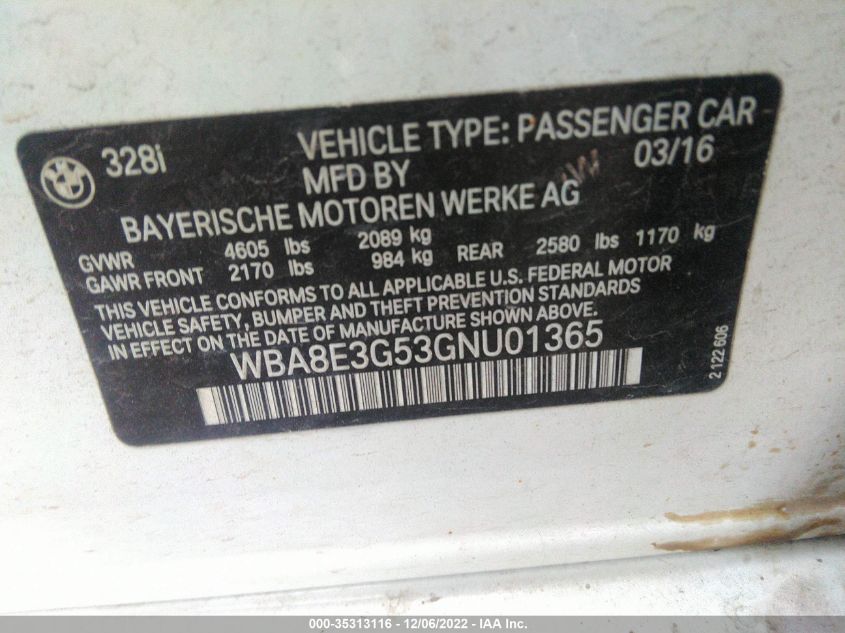 328i VEHICLE TYPE: PASSENGER CAR
MFD BY 03/16
BAYERISCHE MOTOREN WERKE AG
GVWR 4605 lbs 2089 kg
GAWR FRONT 2170 lbs 984 kg REAR 2580 lbs 1170 kg
THIS VEHICLE CONFORMS TO ALL APPLICABLE U.S. FEDERAL MOTOR
VEHICLE SAFETY, BUMPER AND THEFT PREVENTION STANDARDS
IN EFFECT ON THE DATE OF MANUFACTURE SHOWN ABOVE.
WBA8E3G53GNU01365
2 122 606
000-35313116 - 12/06/2022 - IAA Inc.